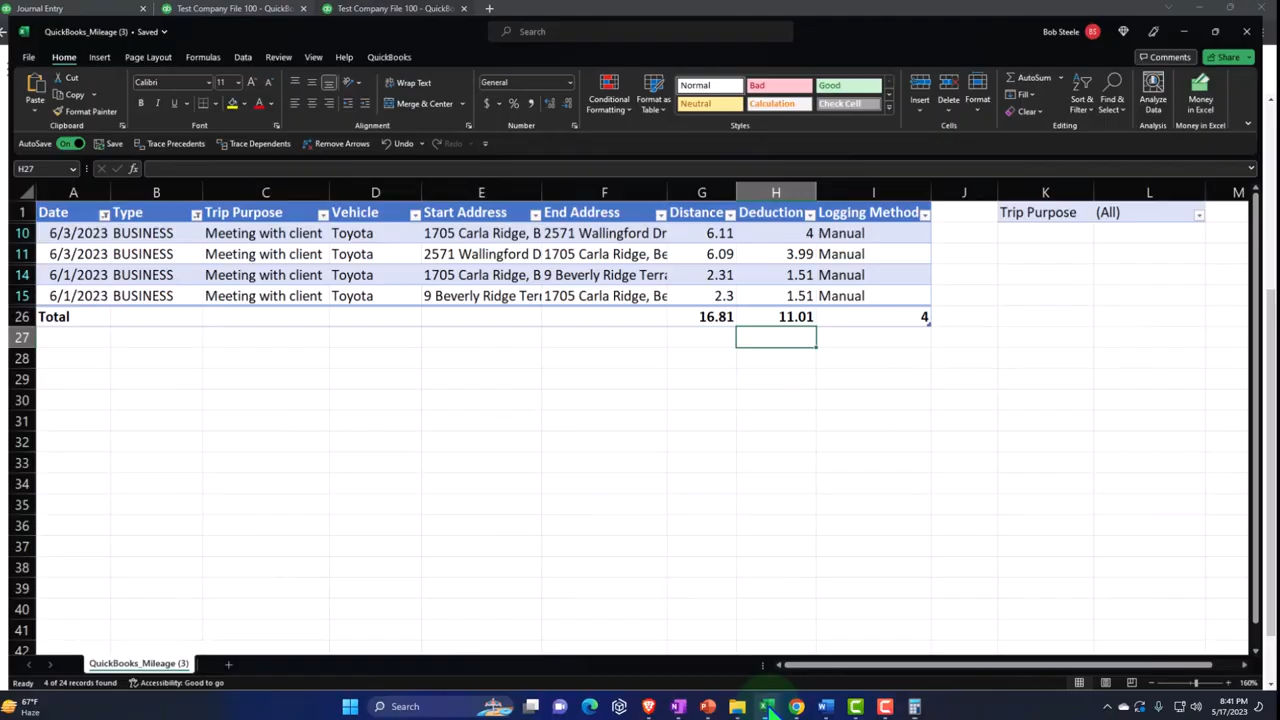 Journal Entry
Test Company File 100 - QuickBo
Test Company File 100 - QuickBo
QuickBooks_Mileage (3) • Saved
Search
Bob Steele
BS
File
Home
Insert
Page Layout
Formulas
Data
Review
View
Help
QuickBooks
Comments
Share
Paste
Cut
Copy
Format Painter
Clipboard
Calibri
11
B
I
U
Font
Wrap Text
Merge & Center
Alignment
General
$
%
Number
Conditional Formatting
Format as Table
Normal
Bad
Good
Neutral
Calculation
Check Cell
Styles
Insert
Delete
Format
Cells
AutoSum
Fill
Clear
Sort & Filter
Find & Select
Editing
Analyze Data
Analysis
Money in Excel
Money in Excel
AutoSave On
Save
Trace Precedents
Trace Dependents
Remove Arrows
Undo
Redo
H27
fx
A B C D E F G H I J K L M
1 Date Type Trip Purpose Vehicle Start Address End Address Distance Deduction Logging Method Trip Purpose (All)
10 6/3/2023 BUSINESS Meeting with client Toyota 1705 Carla Ridge, B 2571 Wallingford Dr 6.11 4 Manual
11 6/3/2023 BUSINESS Meeting with client Toyota 2571 Wallingford D 1705 Carla Ridge, Be 6.09 3.99 Manual
14 6/1/2023 BUSINESS Meeting with client Toyota 1705 Carla Ridge, B 9 Beverly Ridge Terra 2.31 1.51 Manual
15 6/1/2023 BUSINESS Meeting with client Toyota 9 Beverly Ridge Terr 1705 Carla Ridge, Be 2.3 1.51 Manual
26 Total 16.81 11.01 4
27
28
29
30
31
32
33
34
35
36
37
38
39
40
41
42
QuickBooks_Mileage (3)
Ready
4 of 24 records found
Accessibility: Good to go
160%
67°F
Haze
Search
8:41 PM
5/17/2023